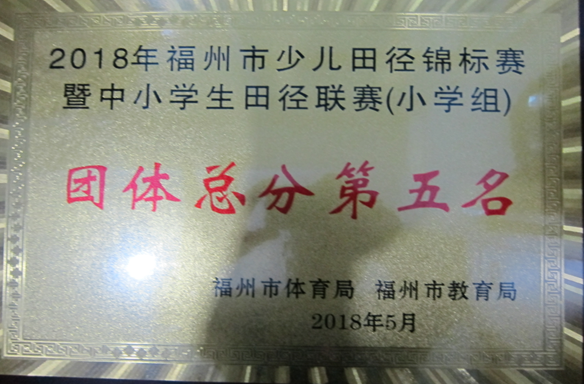 2018年福州市少儿田径锦标赛
暨中小学生田径联赛(小学组)
团体总分第五名
福州市体育局 福州市教育局
2018年5月